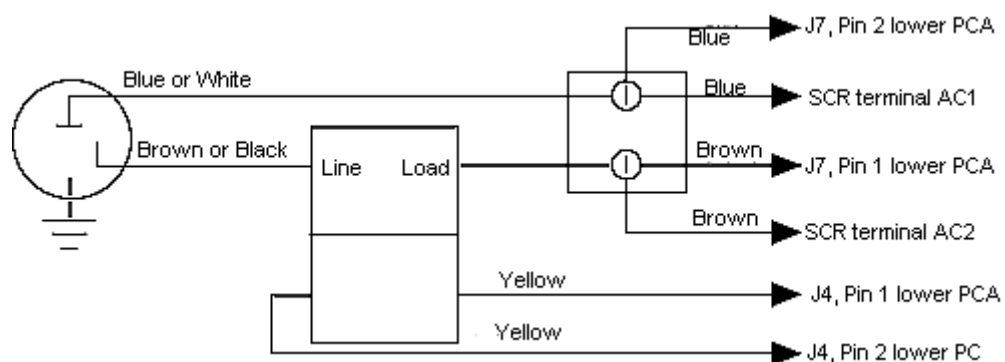 J7, Pin 2 lower PCA
Blue
Blue or White
Blue
SCR terminal AC1
Brown or Black
Line
Load
Brown
J7, Pin 1 lower PCA
Brown
SCR terminal AC2
Yellow
J4, Pin 1 lower PCA
Yellow
J4, Pin 2 lower PC